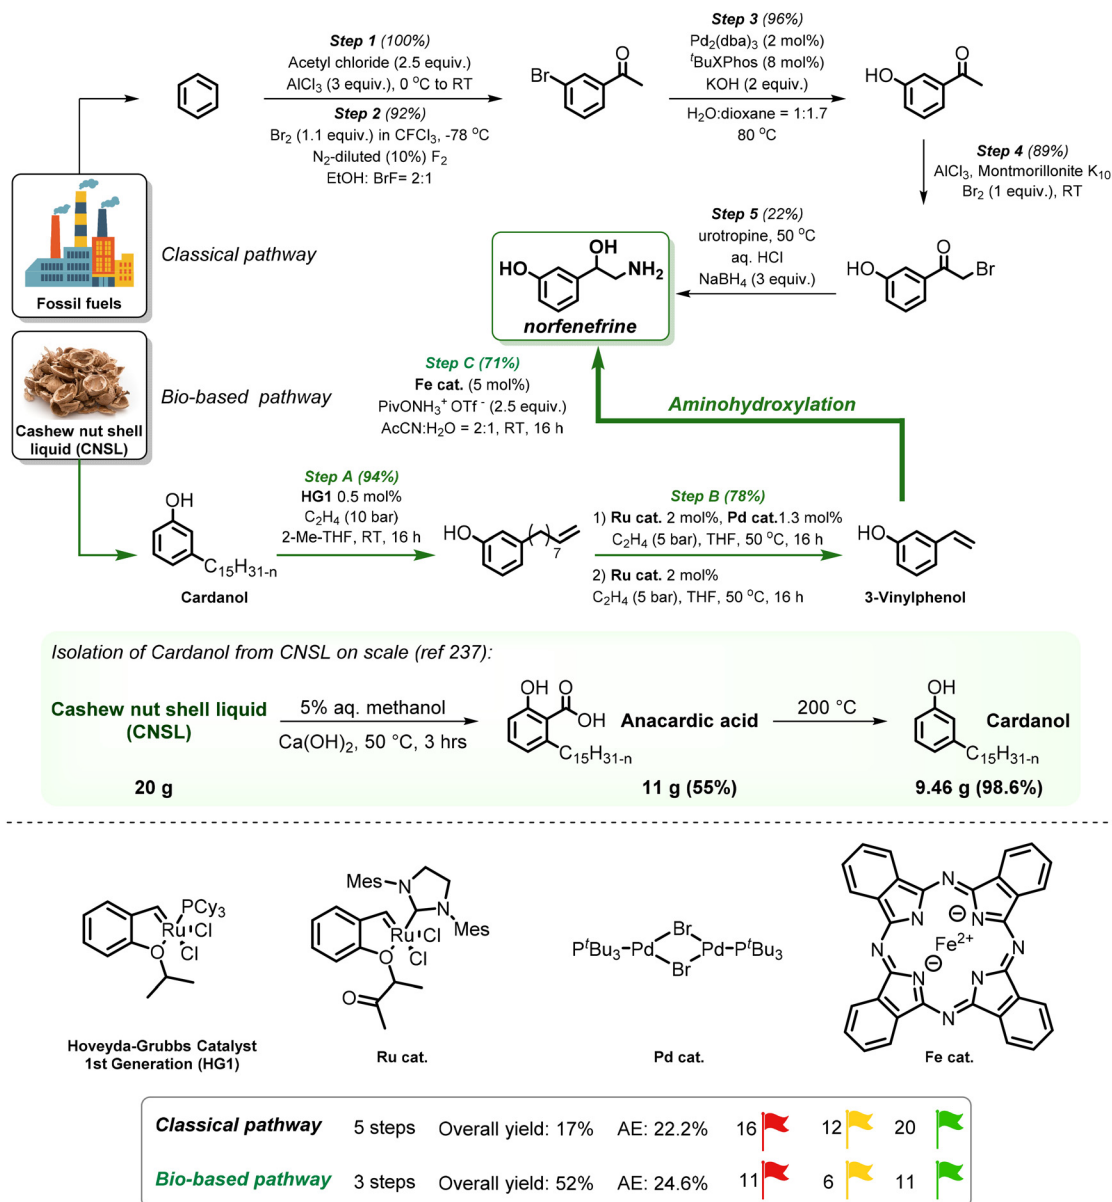 Step 1 (100%)
Acetyl chloride (2.5 equiv.)
AlCl₃ (3 equiv.), 0 °C to RT
Step 2 (92%)
Br₂ (1.1 equiv.) in CFCl₃, -78 °C
N₂-diluted (10%) F₂
EtOH: BrF= 2:1
Br
O
Step 3 (96%)
Pd₂(dba)₃ (2 mol%)
ᵗBuXPhos (8 mol%)
KOH (2 equiv.)
H₂O:dioxane = 1:1.7
80 °C
HO
O
Step 4 (89%)
AlCl₃, Montmorillonite K₁₀
Br₂ (1 equiv.), RT
HO
O
Br
Step 5 (22%)
urotropine, 50 °C
aq. HCl
NaBH₄ (3 equiv.)
OH
HO
NH₂
norfenefrine
Fossil fuels
Classical pathway
Cashew nut shell
liquid (CNSL)
Bio-based pathway
Step C (71%)
Fe cat. (5 mol%)
PivONH₃⁺ OTf⁻ (2.5 equiv.)
AcCN:H₂O = 2:1, RT, 16 h
Aminohydroxylation
OH
C₁₅H₃₁₋ₙ
Cardanol
Step A (94%)
HG1 0.5 mol%
C₂H₄ (10 bar)
2-Me-THF, RT, 16 h
HO
7
Step B (78%)
1) Ru cat. 2 mol%, Pd cat.1.3 mol%
C₂H₄ (5 bar), THF, 50 °C, 16 h
2) Ru cat. 2 mol%
C₂H₄ (5 bar), THF, 50 °C, 16 h
HO
3-Vinylphenol
Isolation of Cardanol from CNSL on scale (ref 237):
Cashew nut shell liquid
(CNSL)
20 g
5% aq. methanol
Ca(OH)₂, 50 °C, 3 hrs
OH
O
OH
C₁₅H₃₁₋ₙ
Anacardic acid
11 g (55%)
200 °C
OH
C₁₅H₃₁₋ₙ
Cardanol
9.46 g (98.6%)
PCy₃
Ru
Cl
Cl
O
Hoveyda-Grubbs Catalyst
1st Generation (HG1)
Mes
N
N
Mes
Ru
Cl
Cl
O
O
Ru cat.
Br
PᵗBu₃
Pd
Pd
PᵗBu₃
Br
Pd cat.
N
N
⊖
N
N
Fe²⁺
N
⊖
N
N
N
Fe cat.
Classical pathway 5 steps Overall yield: 17% AE: 22.2% 16 12 20
Bio-based pathway 3 steps Overall yield: 52% AE: 24.6% 11 6 11